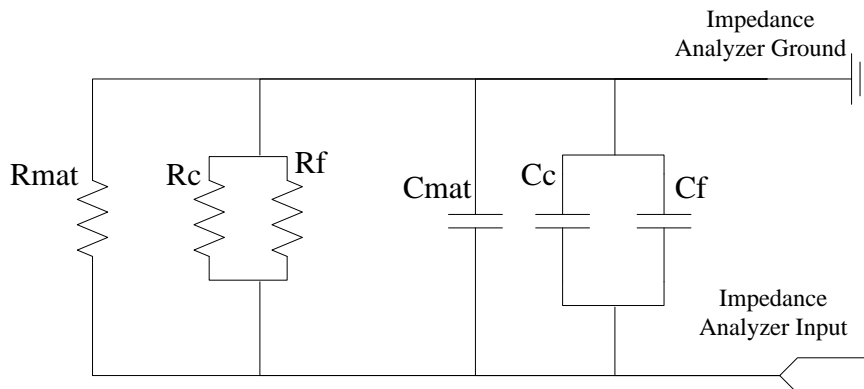 Impedance
Analyzer Ground
Rmat
Rc
Rf
Cmat
Cc
Cf
Impedance
Analyzer Input